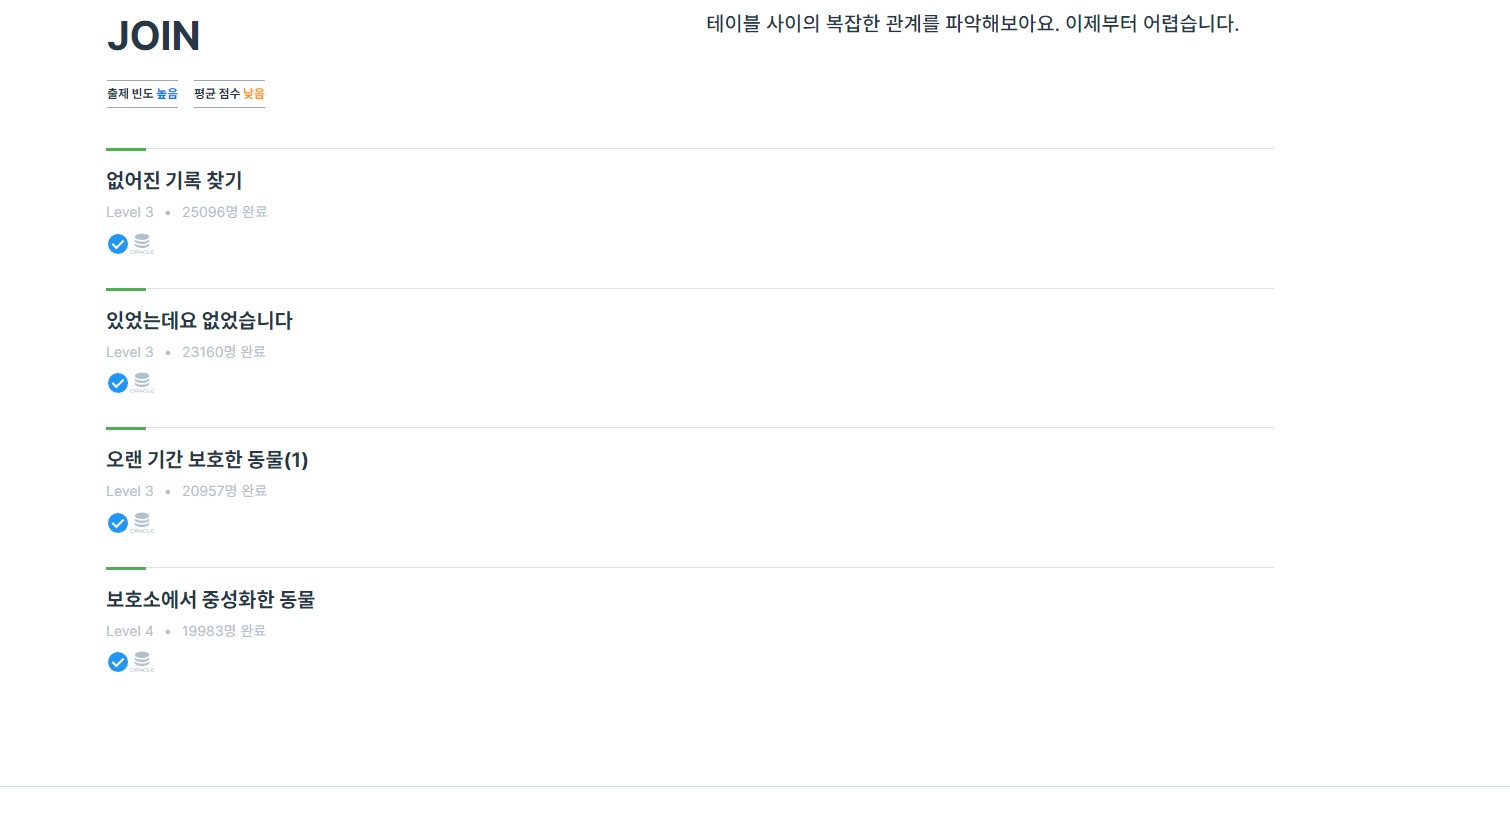 JOIN
테이블 사이의 복잡한 관계를 파악해보아요. 이제부터 어렵습니다.
출제 빈도 높음 평균 점수 낮음
없어진 기록 찾기
Level 3 • 25096명 완료
ORACLE
있었는데요 없었습니다
Level 3 • 23160명 완료
ORACLE
오랜 기간 보호한 동물(1)
Level 3 • 20957명 완료
ORACLE
보호소에서 중성화한 동물
Level 4 • 19983명 완료
ORACLE